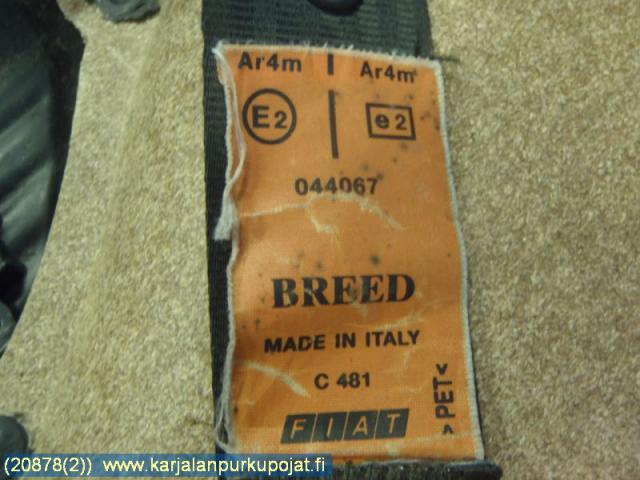 Ar4m | Ar4m
E2 e2
044067
BREED
MADE IN ITALY
C 481
>PET<
FIAT
(20878(2)) www.karjalanpurkupojat.fi